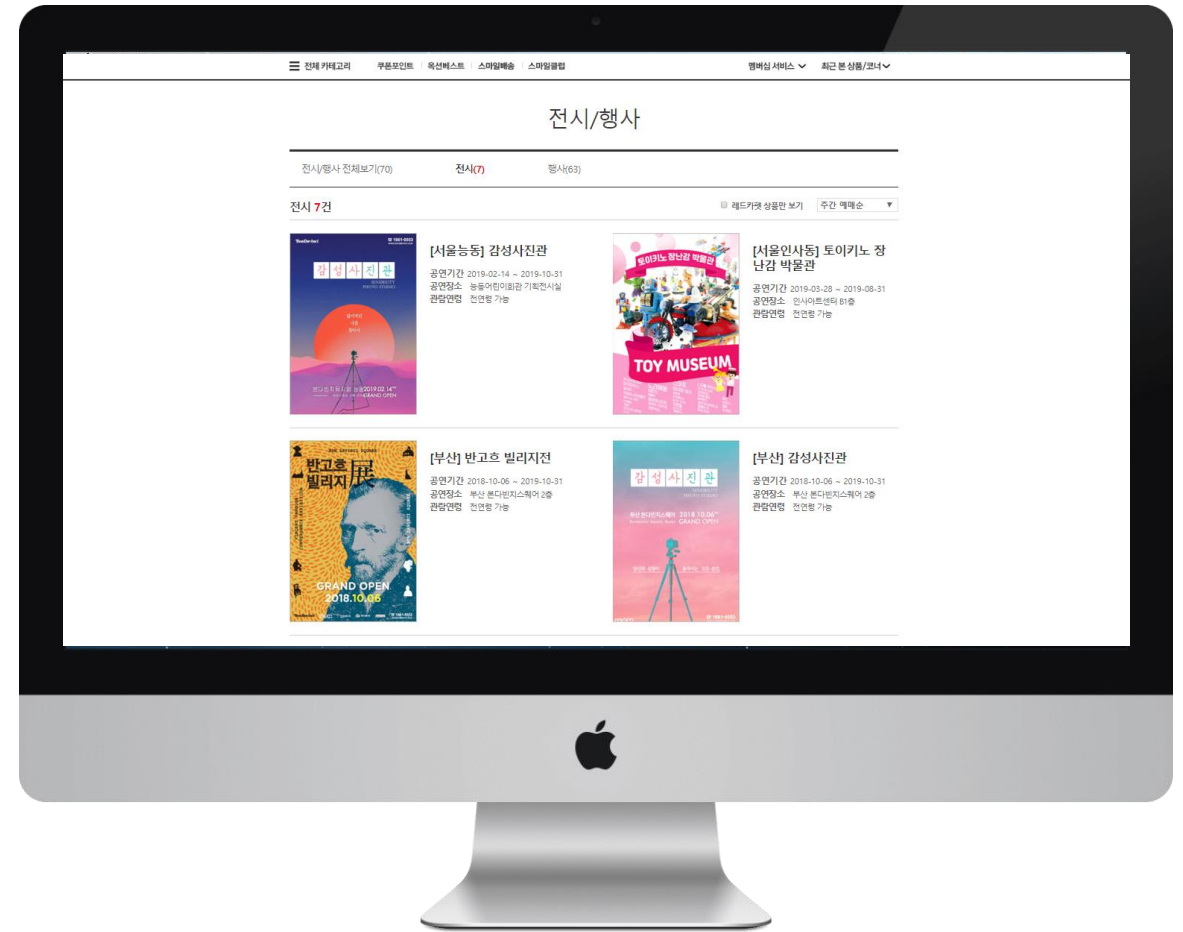 전체 카테고리 쿠폰포인트 옥션베스트 스마일배송 스마일클럽 멤버십 서비스 최근 본 상품/코너
전시/행사
전시/행사 전체보기(70) 전시(7) 행사(63)
전시 7건 레드카펫 상품만 보기 주간 예매순 ▼
[서울능동] 감성사진관
공연기간 2019-02-14 ~ 2019-10-31
공연장소 능동어린이회관 기획전시실
관람연령 전연령 가능
감성사진관
2019.02.14
GRAND OPEN
[서울인사동] 토이키노 장
난감 박물관
공연기간 2019-03-28 ~ 2019-08-31
공연장소 인사아트센터 B1층
관람연령 전연령 가능
토이키노 장난감 박물관
TOY MUSEUM
[부산] 반고흐 빌리지전
공연기간 2018-10-06 ~ 2019-10-31
공연장소 부산 본다빈치스퀘어 2층
관람연령 전연령 가능
반고흐
빌리지 展
GRAND OPEN
2018.10.06
[부산] 감성사진관
공연기간 2018-10-06 ~ 2019-10-31
공연장소 부산 본다빈치스퀘어 2층
관람연령 전연령 가능
감성사진관
부산 본다빈치스퀘어 2018.10.06
GRAND OPEN